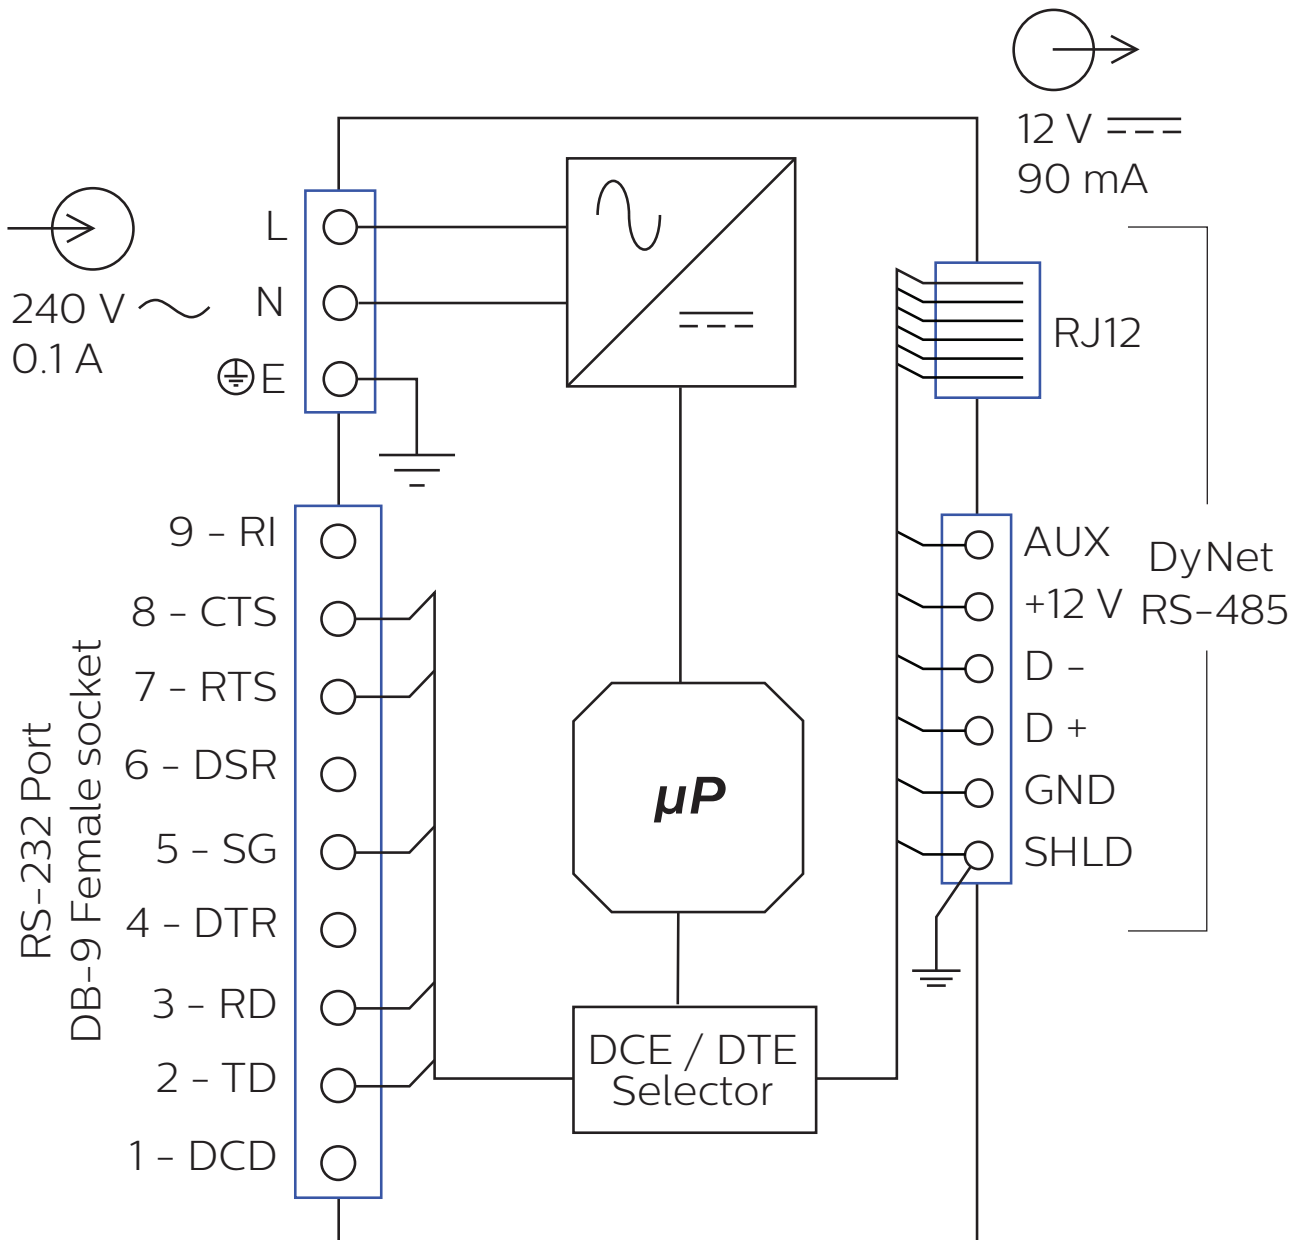 12 V
90 mA
L
N
E
240 V
0.1 A
RJ12
9 - RI
8 - CTS
7 - RTS
6 - DSR
5 - SG
4 - DTR
3 - RD
2 - TD
1 - DCD
RS-232 Port
DB-9 Female socket
µP
DCE / DTE
Selector
AUX
+12 V
D -
D +
GND
SHLD
DyNet
RS-485